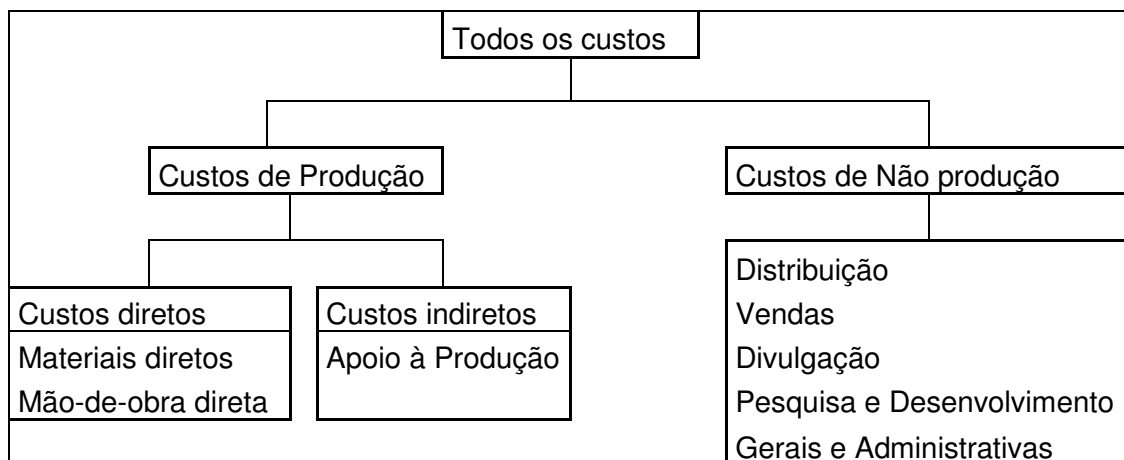 Todos os custos
Custos de Produção
Custos de Não produção
Custos diretos
Materiais diretos
Mão-de-obra direta
Custos indiretos
Apoio à Produção
Distribuição
Vendas
Divulgação
Pesquisa e Desenvolvimento
Gerais e Administrativas